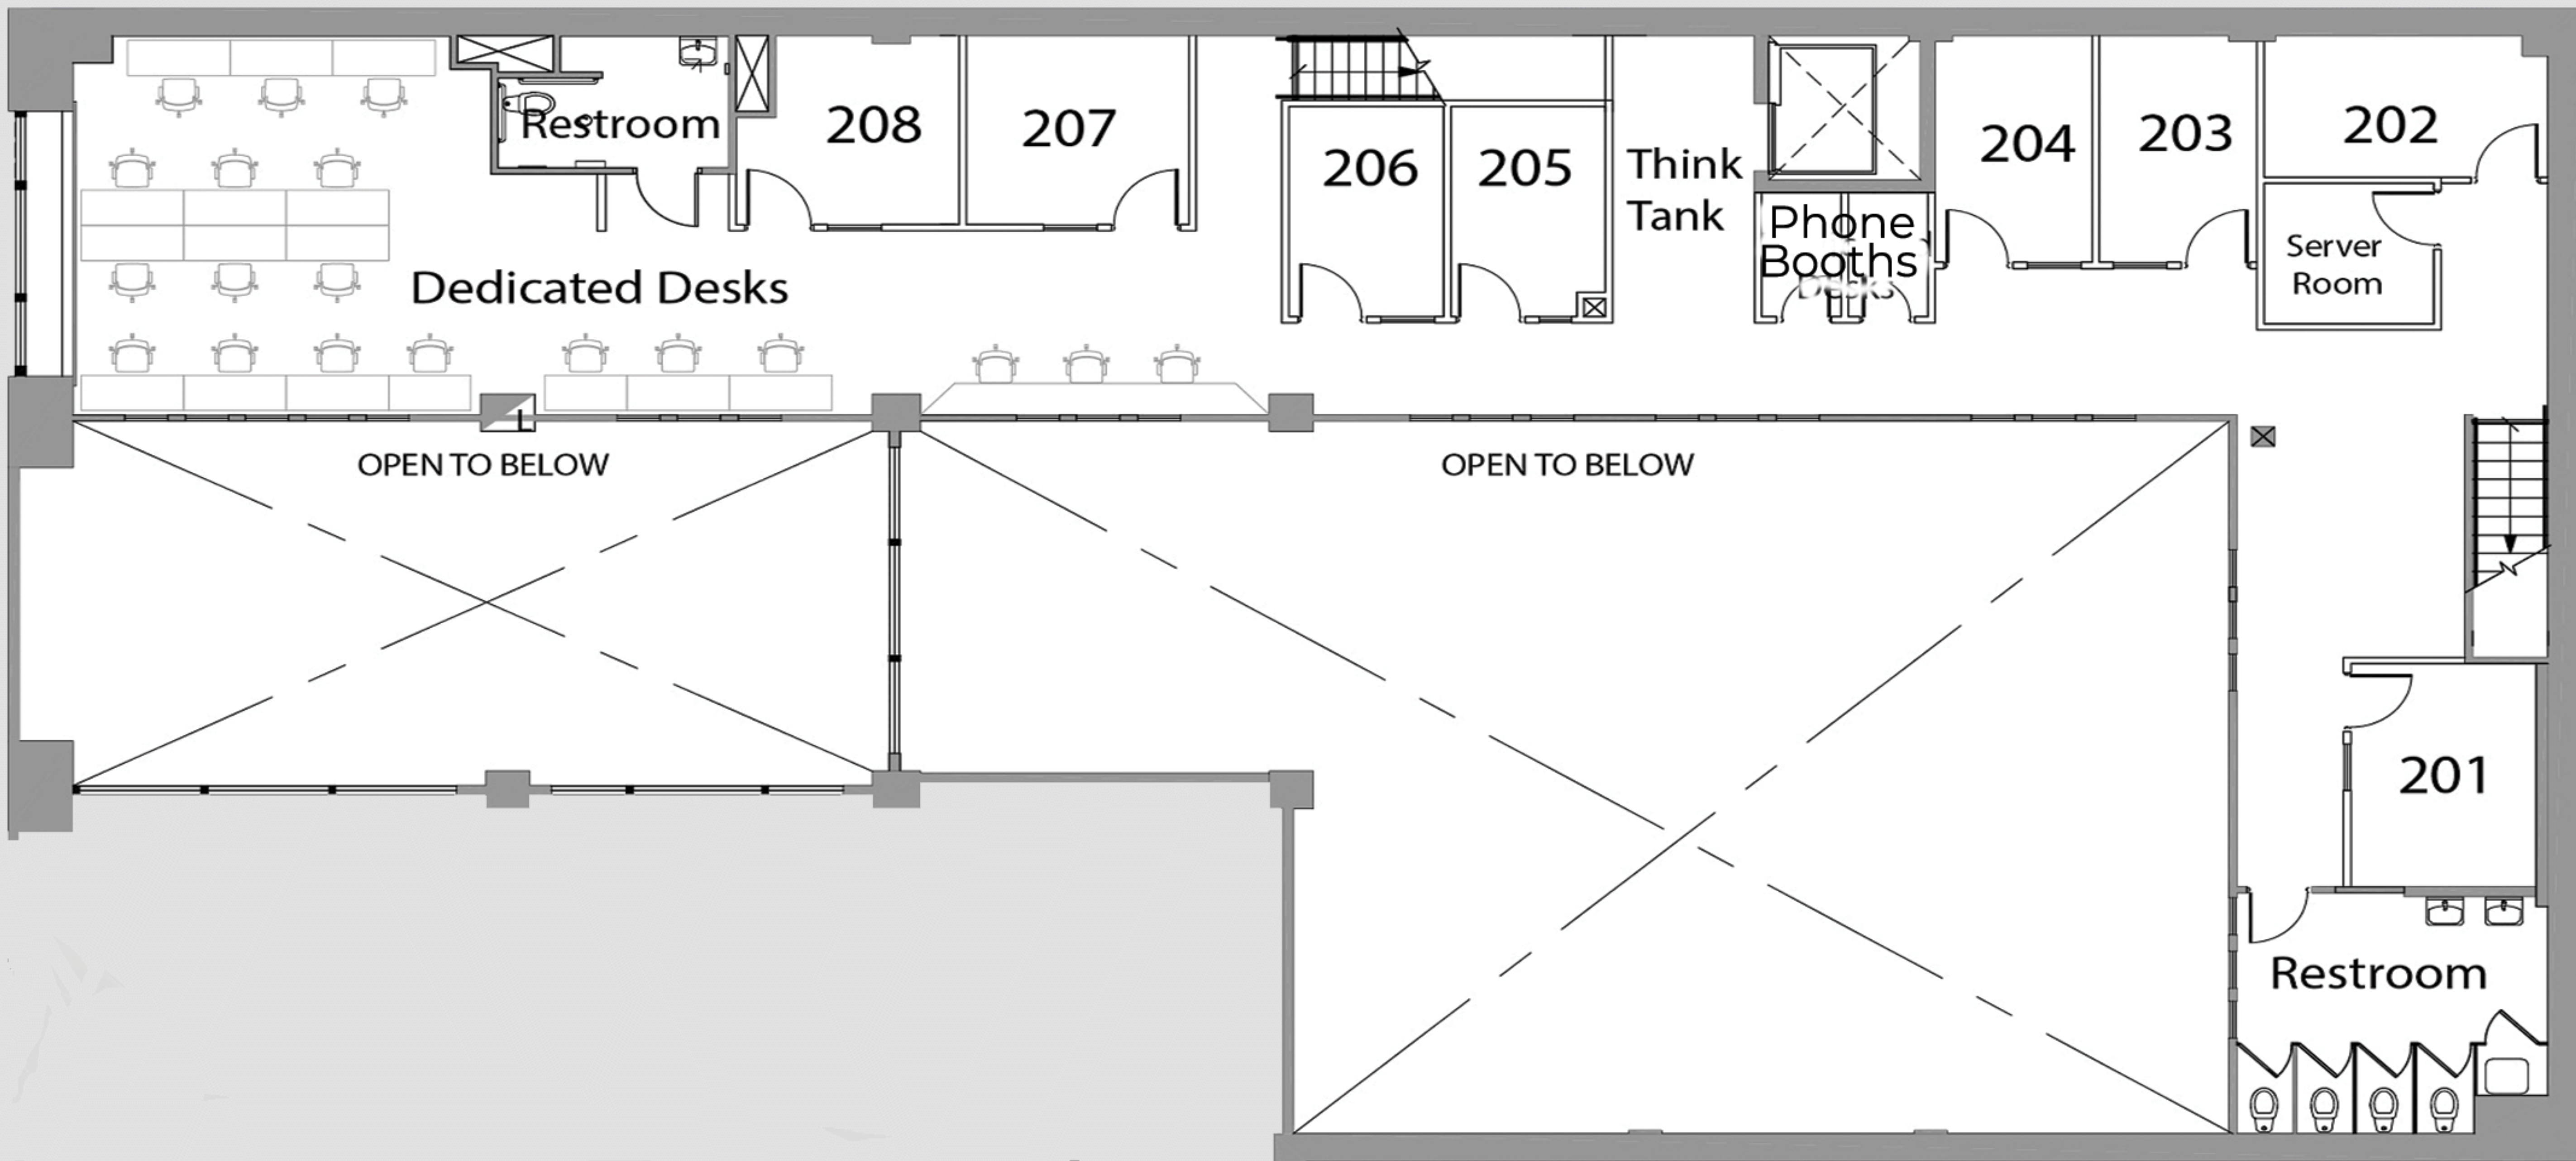 Restroom
208
207
206
205
Think
Tank
Phone
Booths
Desks
204
203
202
Server
Room
Dedicated Desks
L
OPEN TO BELOW
OPEN TO BELOW
201
Restroom